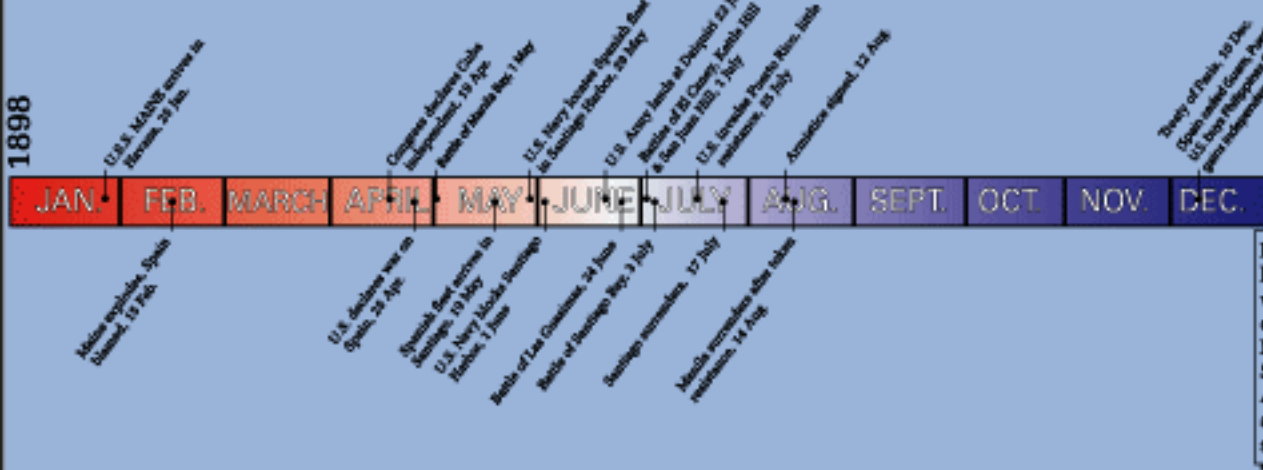 1898
U.S.S. MAINE arrives in
Havana, 25 Jan.
Congress declares Cuba
independent, 19 Apr.
Battle of Manila Bay, 1 May
U.S. Navy locates Spanish fleet
in Santiago Harbor, 29 May
U.S. Army lands at Daiquiri 22
Battles of El Caney, Kettle Hill
& San Juan Hill, 1 July
U.S. invades Puerto Rico, little
resistance, 25 July
Armistice signed, 12 Aug.
Treaty of Paris, 10 Dec.
JAN. FEB. MARCH APRIL MAY JUNE JULY AUG. SEPT. OCT. NOV. DEC.
Maine explodes, Spain
blamed, 15 Feb.
U.S. declares war on
Spain, 25 Apr.
Spanish fleet arrives in
Santiago, 19 May
U.S. Navy blocks Santiago
Harbor, 1 June
Battle of Las Guasimas, 24 June
Battle of Santiago Bay, 3 July
Santiago surrenders, 17 July
Manila surrenders after token
resistance, 14 Aug.